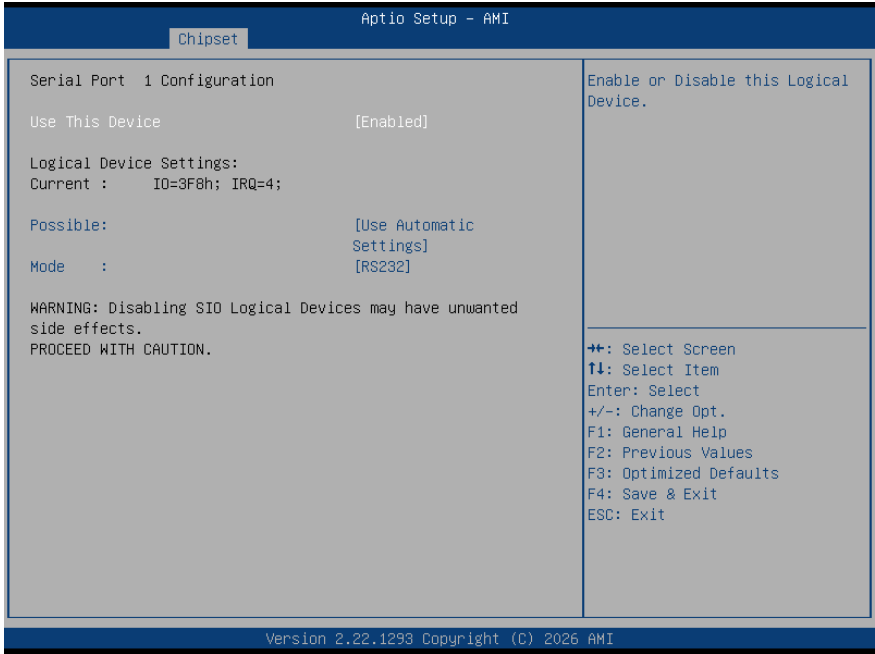 Aptio Setup - AMI
Chipset
Serial Port 1 Configuration
Use This Device [Enabled]
Logical Device Settings:
Current : IO=3F8h; IRQ=4;
Possible: [Use Automatic
Settings]
Mode : [RS232]
WARNING: Disabling SIO Logical Devices may have unwanted
side effects.
PROCEED WITH CAUTION.
Enable or Disable this Logical
Device.
→←: Select Screen
↑↓: Select Item
Enter: Select
+/-: Change Opt.
F1: General Help
F2: Previous Values
F3: Optimized Defaults
F4: Save & Exit
ESC: Exit
Version 2.22.1293 Copyright (C) 2026 AMI